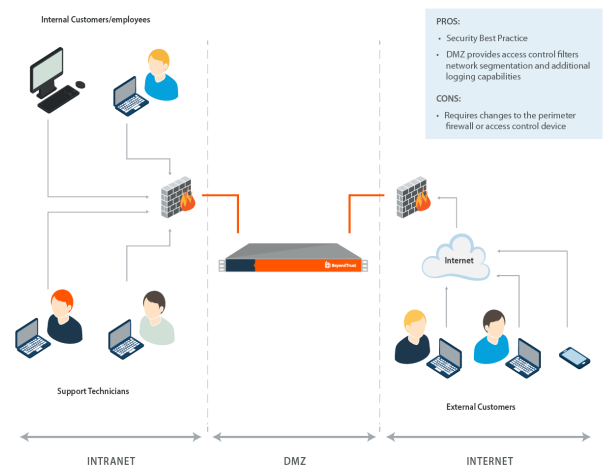 Internal Customers/employees
PROS:
• Security Best Practice
• DMZ provides access control filters
network segmentation and additional
logging capabilities
CONS:
• Requires changes to the perimeter
firewall or access control device
BeyondTrust
Internet
Support Technicians
External Customers
INTRANET
DMZ
INTERNET